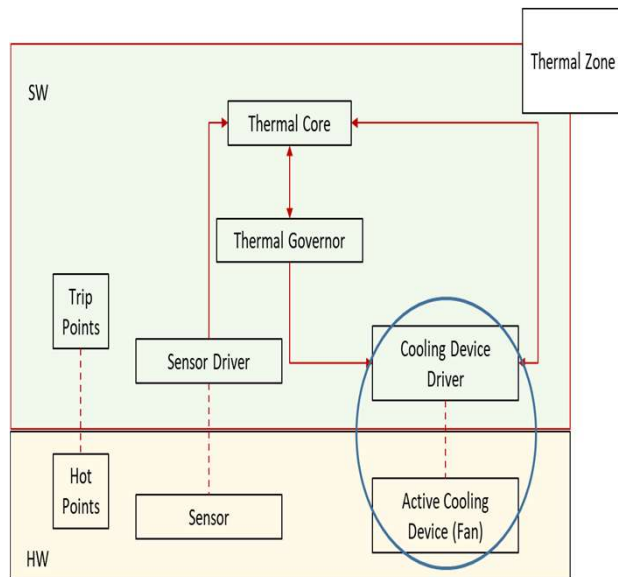 Thermal Zone
SW
Thermal Core
Thermal Governor
Trip
Points
Sensor Driver
Cooling Device
Driver
Hot
Points
Sensor
Active Cooling
Device (Fan)
HW